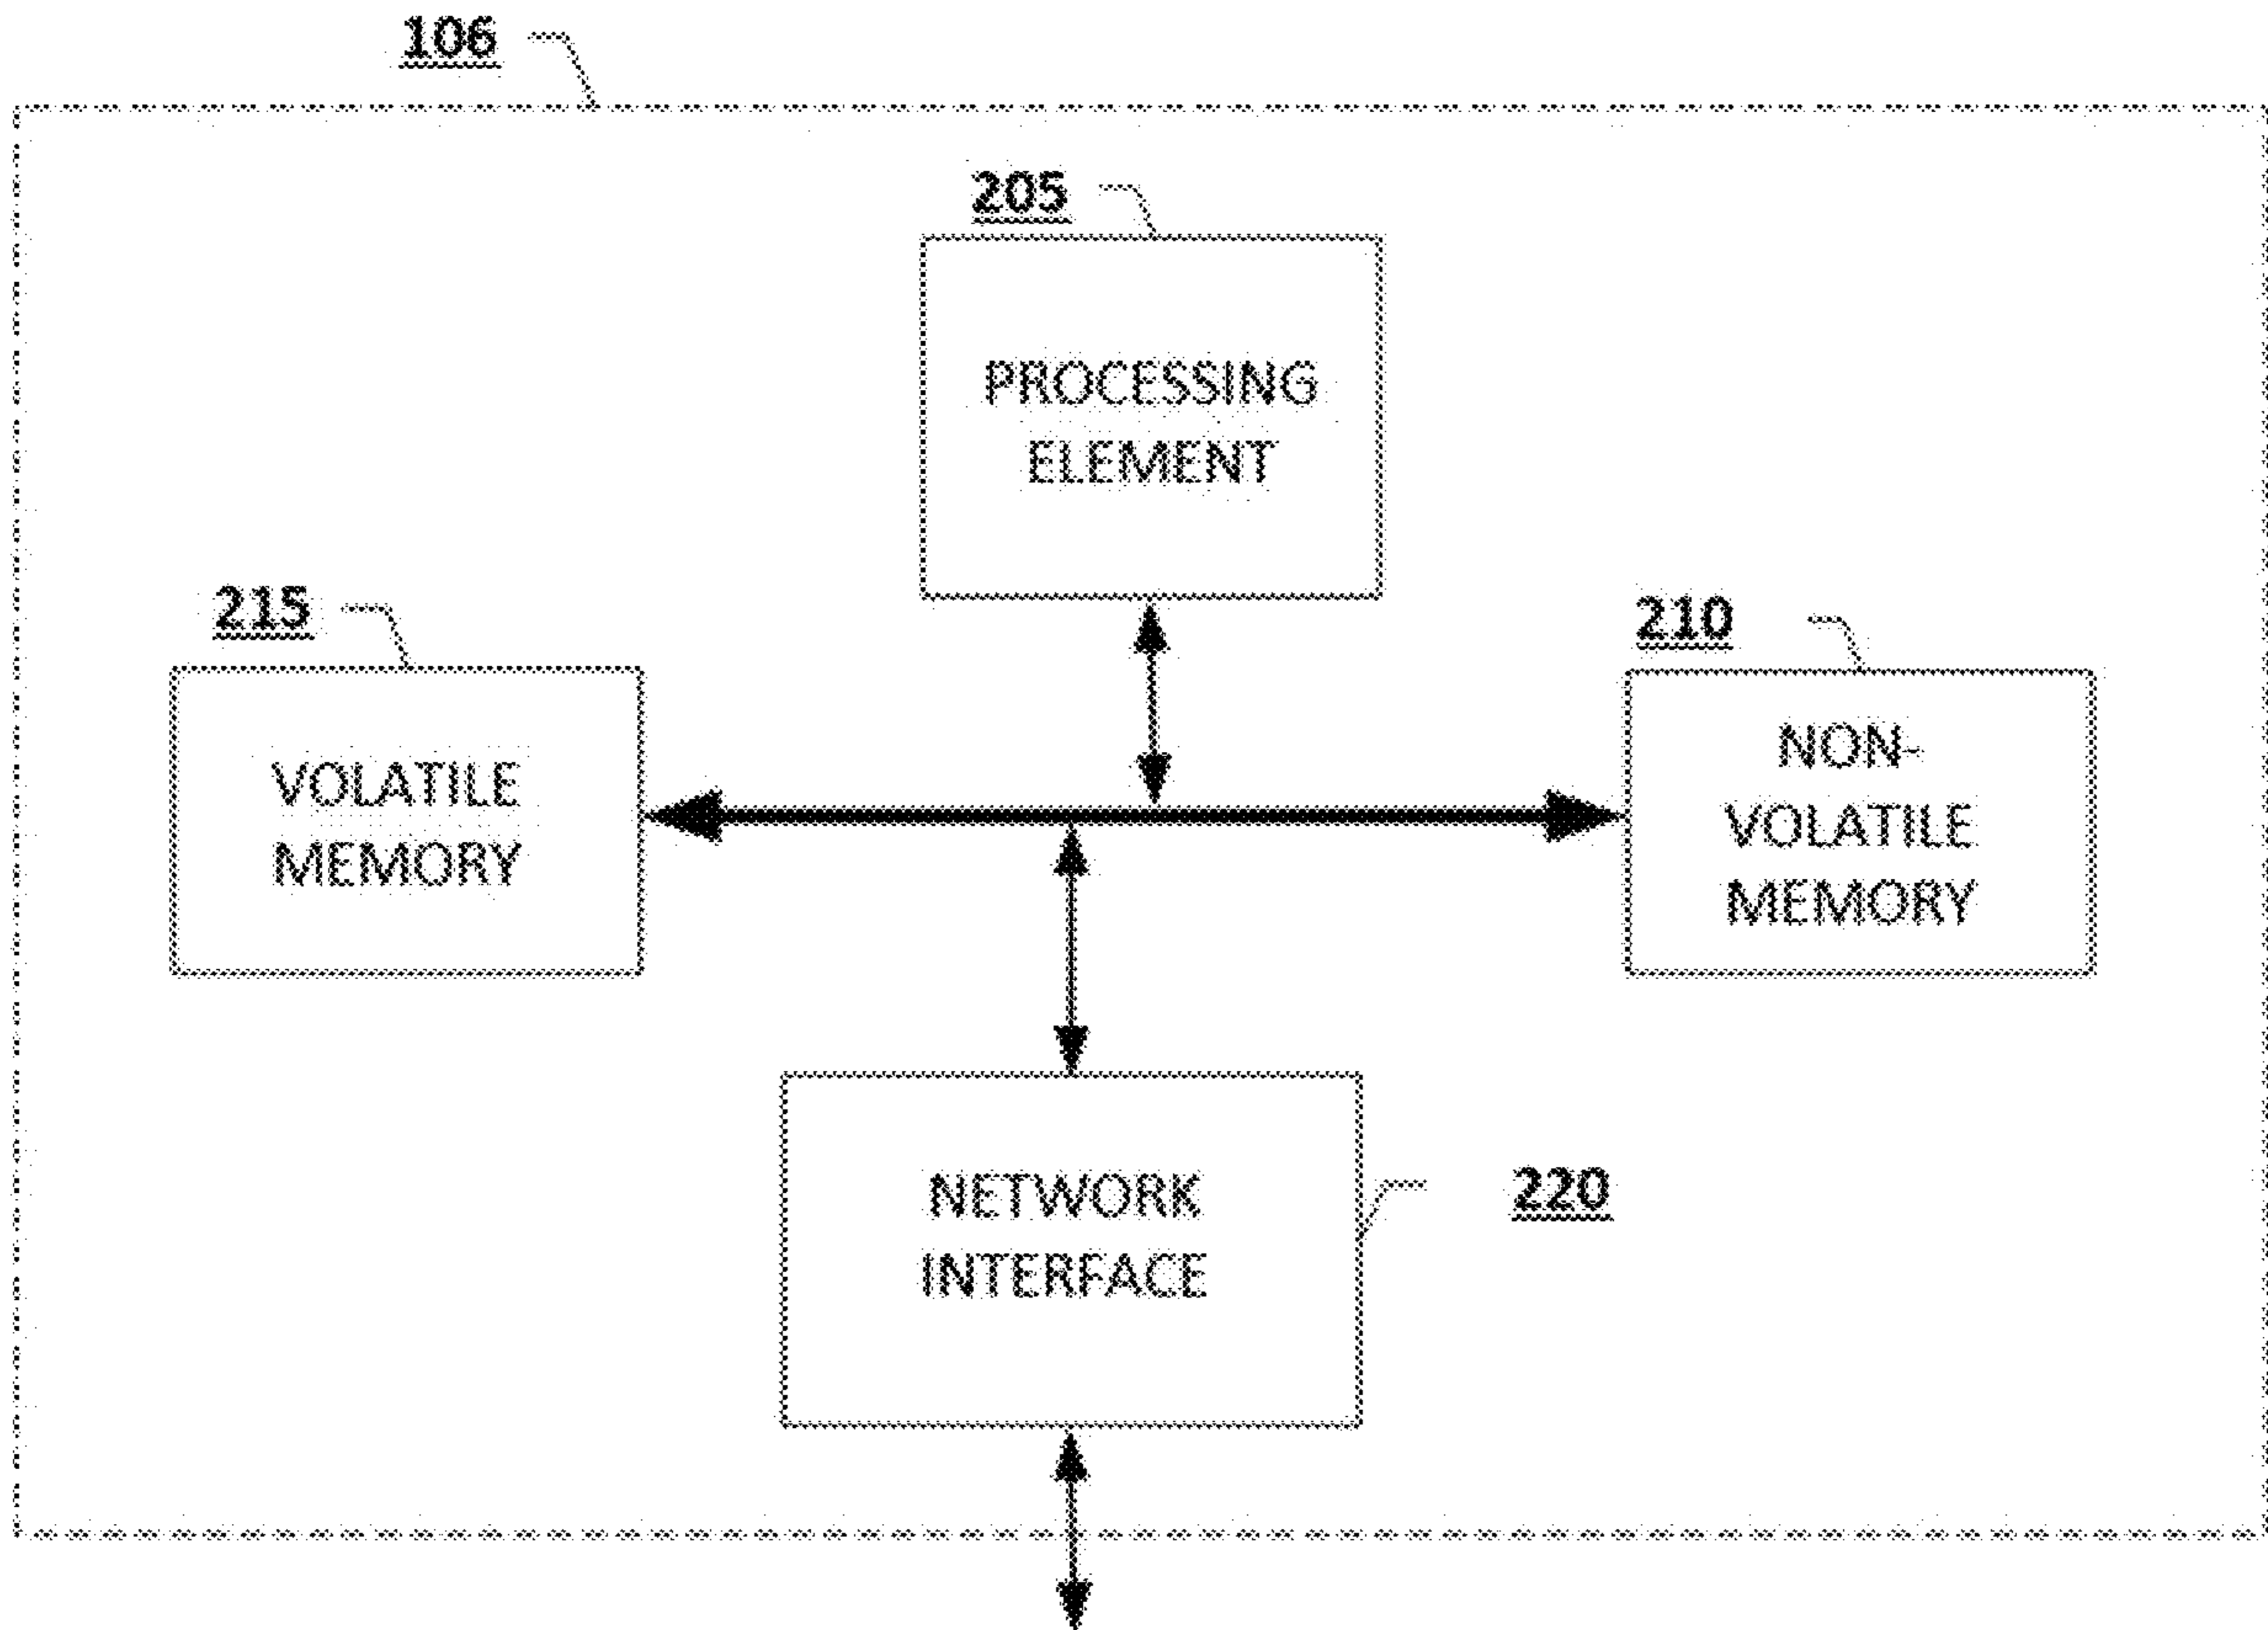 106
205
PROCESSING
ELEMENT
215
VOLATILE
MEMORY
210
NON-
VOLATILE
MEMORY
NETWORK
INTERFACE
220